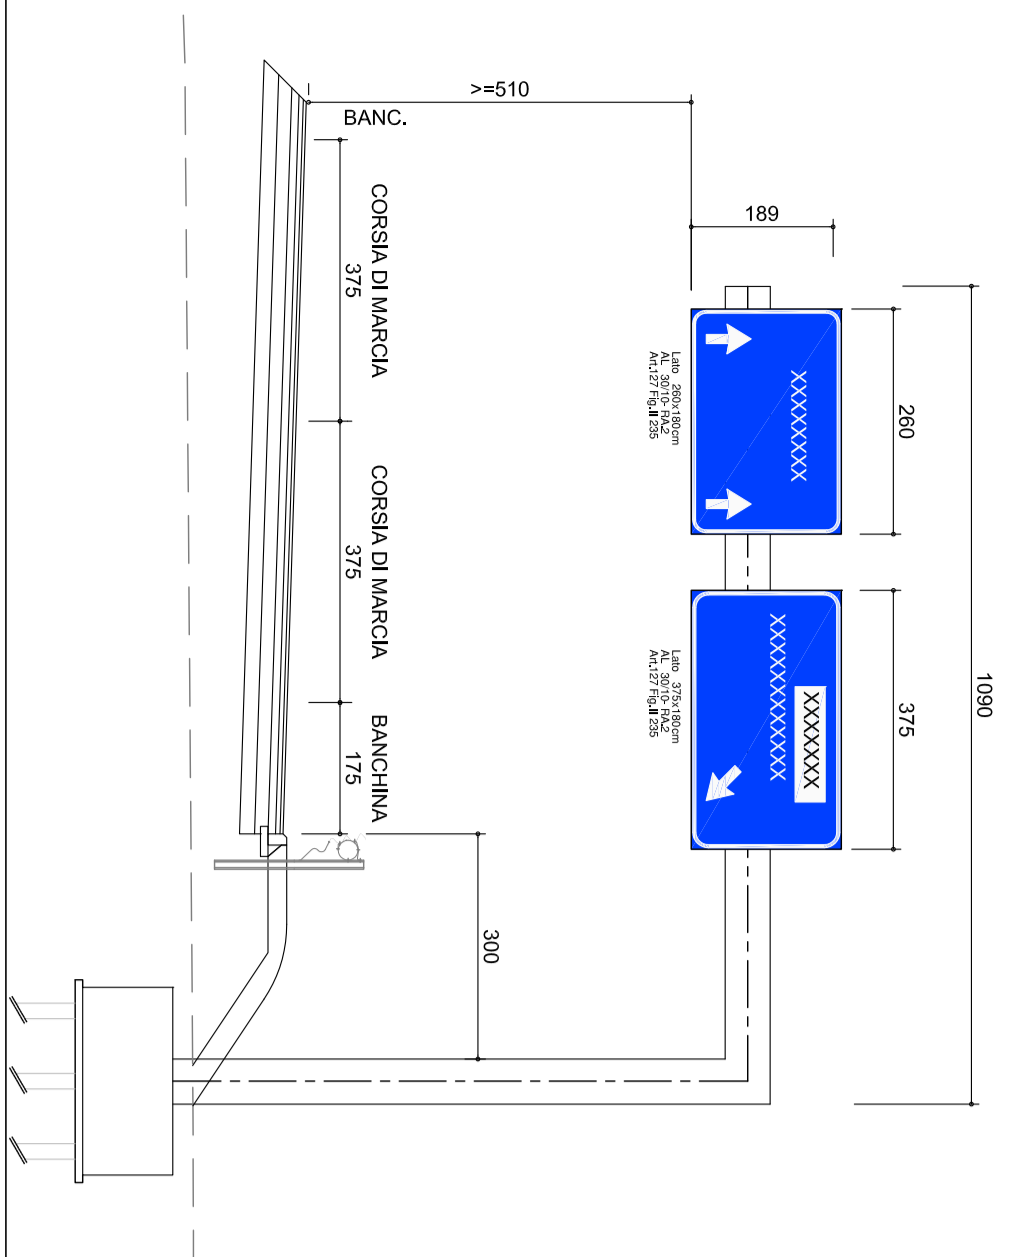 >=510
BANC.
CORSIA DI MARCIA
375
CORSIA DI MARCIA
375
BANCHINA
175
189
260
375
1090
300
XXXXXXXX
Lato 260x180cm
AL 30/10- RA2
Art.127 Fig.II 235
XXXXXX
XXXXXXXXXXXX
Lato 375x180cm
AL 30/10- RA2
Art.127 Fig.II 235